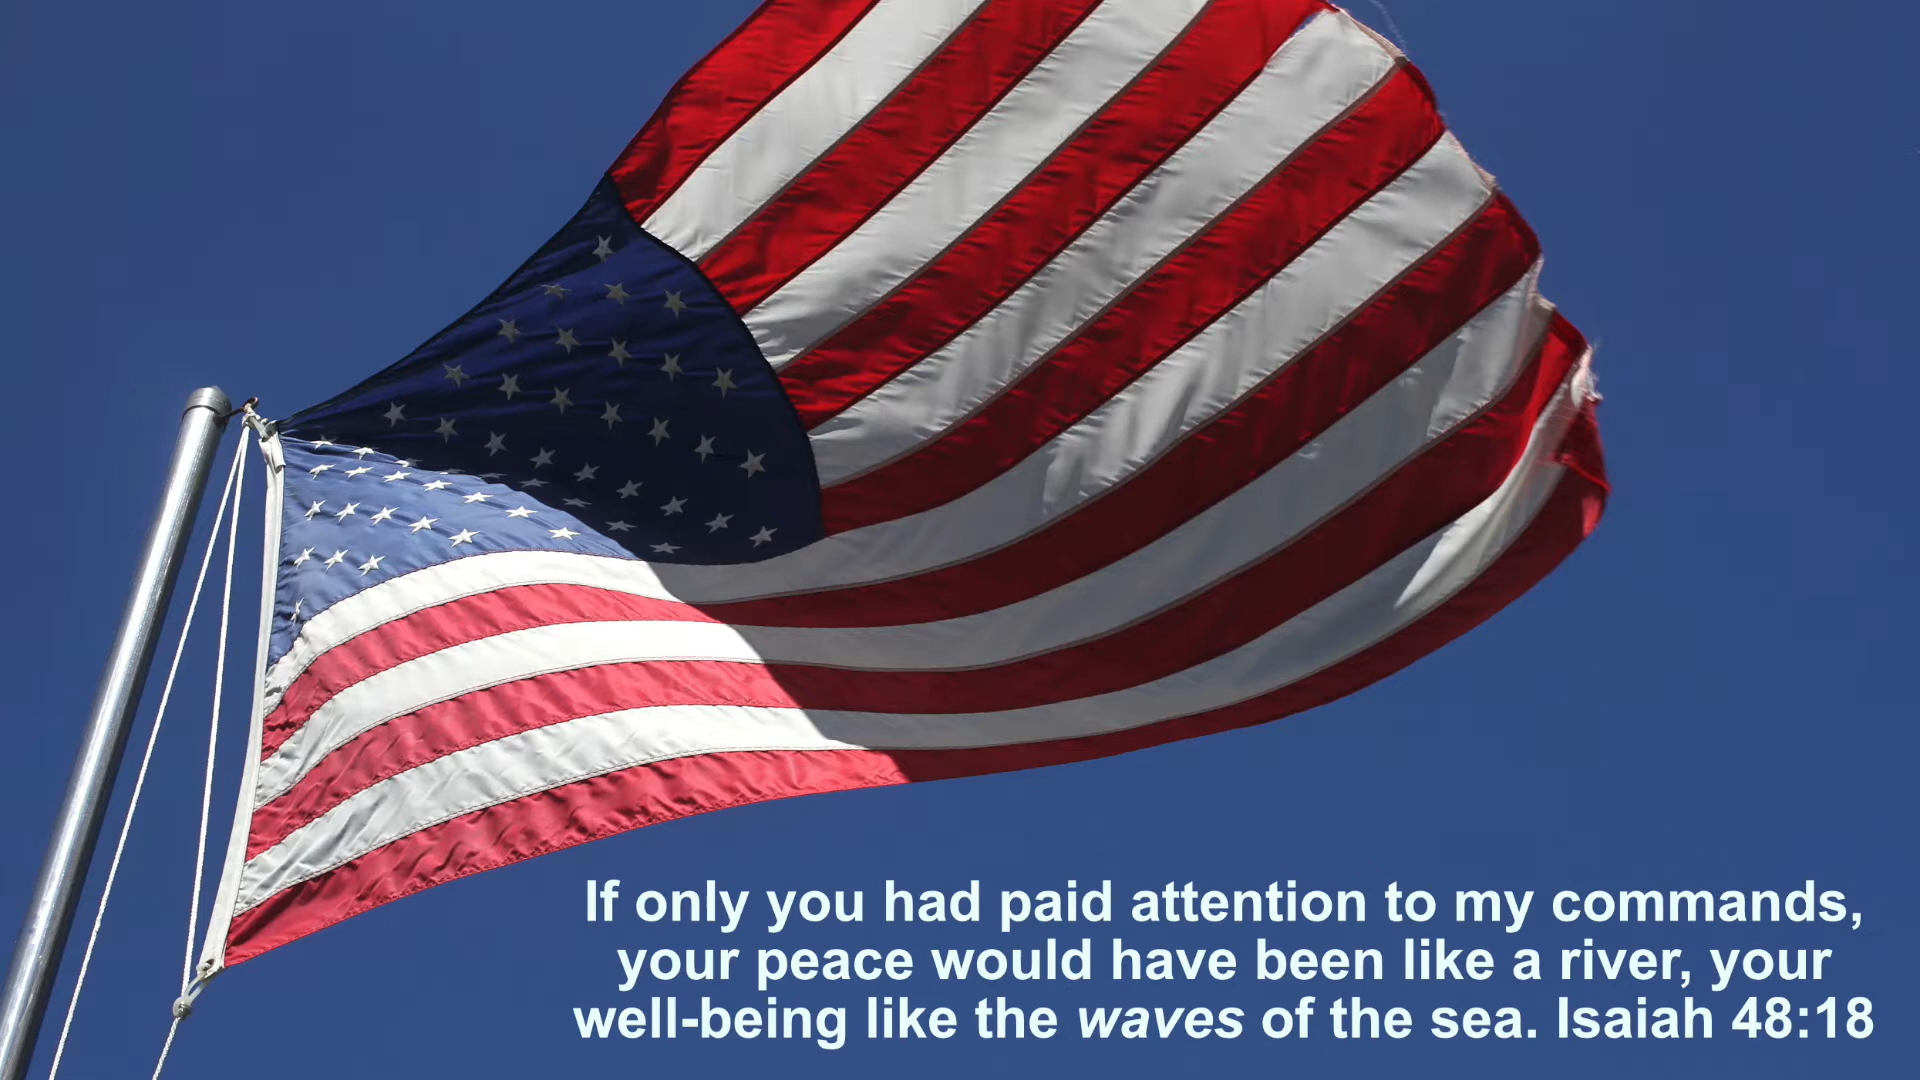 If only you had paid attention to my commands,
your peace would have been like a river, your
well-being like the waves of the sea. Isaiah 48:18